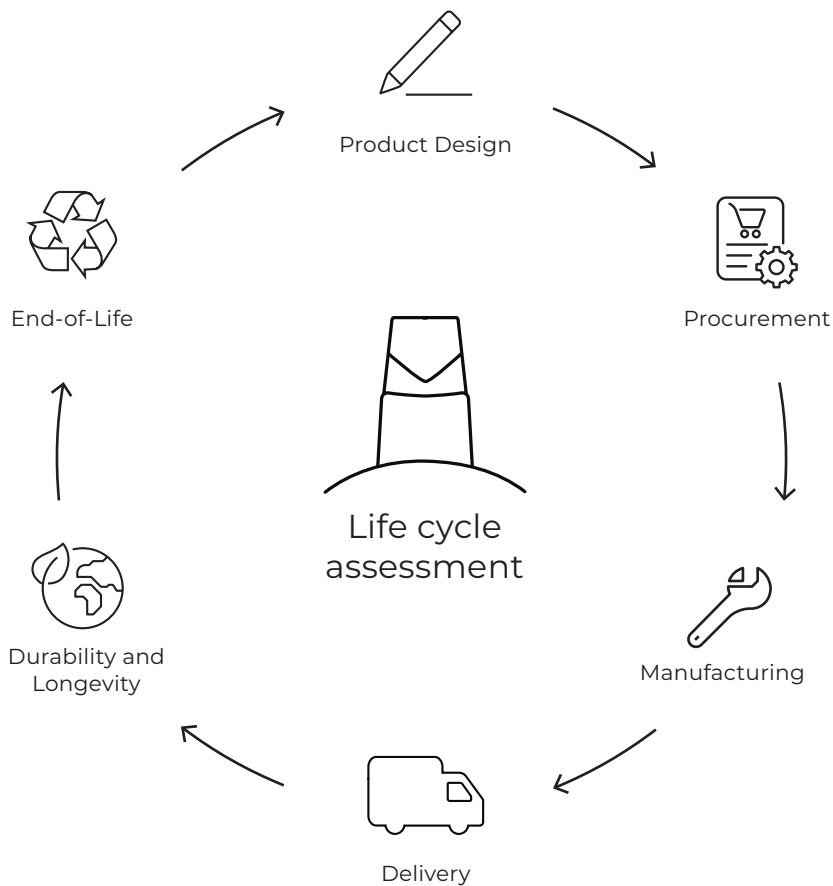 Product Design
Procurement
Manufacturing
Delivery
Durability and
Longevity
End-of-Life
Life cycle
assessment